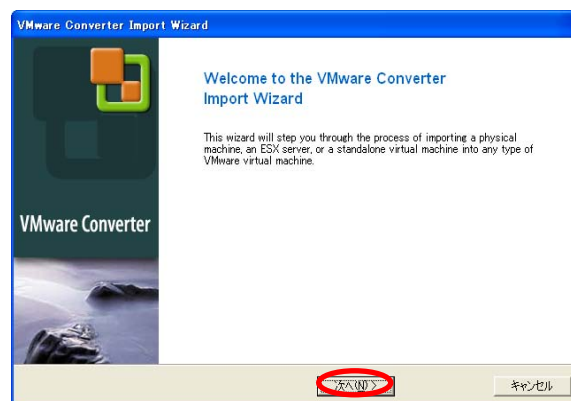 VMware Converter Import Wizard
Welcome to the VMware Converter
Import Wizard
This wizard will step you through the process of importing a physical
machine, an ESX server, or a standalone virtual machine into any type of
VMware virtual machine.
VMware Converter
次へ(N) >
キャンセル